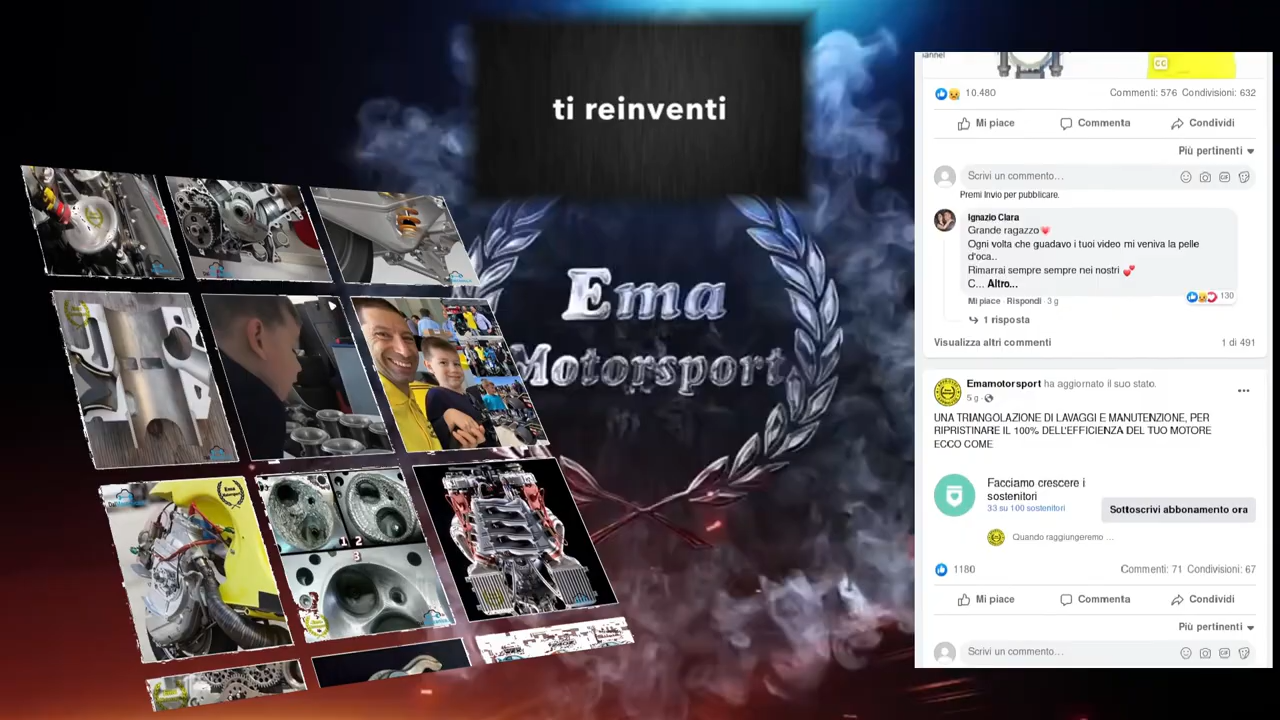 ti reinventi
Ema
Motorsport
1 2
3
annel
CC
10.480
Commenti: 576 Condivisioni: 632
Mi piace
Commenta
Condividi
Più pertinenti
Scrivi un commento...
Premi Invio per pubblicare.
Ignazio Clara
Grande ragazzo
Ogni volta che guadavo i tuoi video mi veniva la pelle
d'oca..
Rimarrai sempre sempre nei nostri
C... Altro...
Mi piace · Rispondi · 3 g
130
1 risposta
Visualizza altri commenti
1 di 491
Emamotorsport ha aggiornato il suo stato.
5 g ·
UNA TRIANGOLAZIONE DI LAVAGGI E MANUTENZIONE, PER
RIPRISTINARE IL 100% DELL'EFFICIENZA DEL TUO MOTORE
ECCO COME
Facciamo crescere i
sostenitori
33 su 100 sostenitori
Sottoscrivi abbonamento ora
Quando raggiungeremo ...
1180
Commenti: 71 Condivisioni: 67
Mi piace
Commenta
Condividi
Più pertinenti
Scrivi un commento...